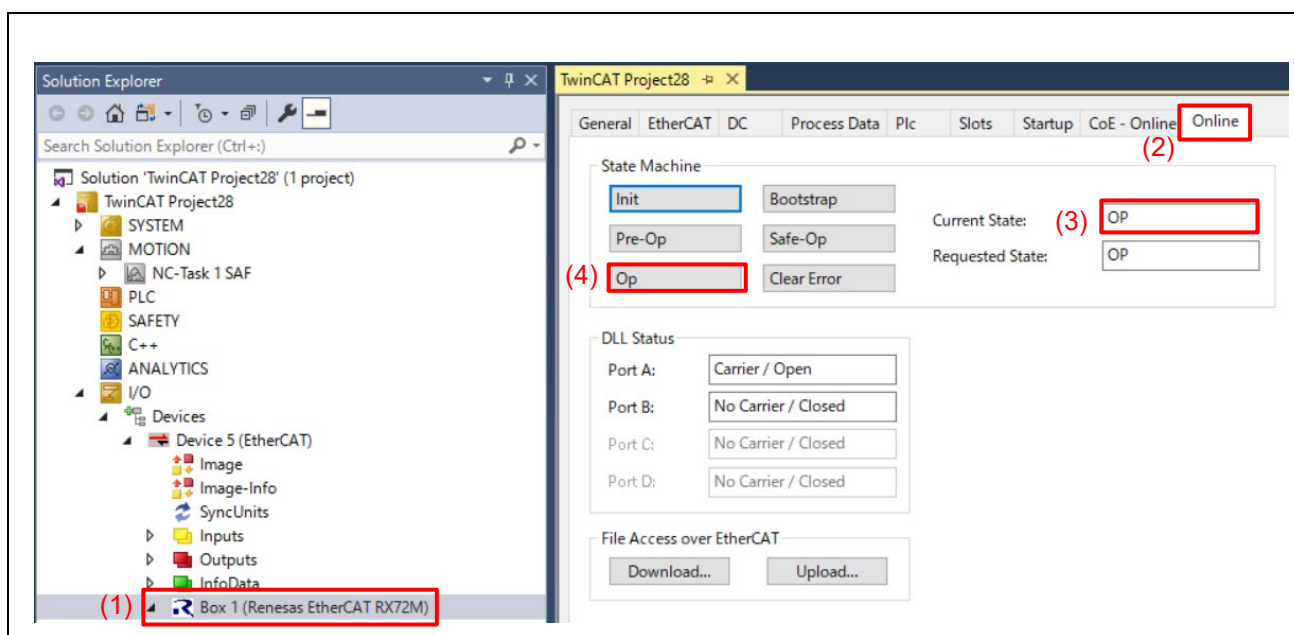 Solution Explorer
Search Solution Explorer (Ctrl+:)
Solution 'TwinCAT Project28' (1 project)
TwinCAT Project28
SYSTEM
MOTION
NC-Task 1 SAF
PLC
SAFETY
C++
ANALYTICS
I/O
Devices
Device 5 (EtherCAT)
Image
Image-Info
SyncUnits
Inputs
Outputs
InfoData
(1) Box 1 (Renesas EtherCAT RX72M)
TwinCAT Project28
General EtherCAT DC Process Data Plc Slots Startup CoE - Online Online
(2)
State Machine
Init Bootstrap
Current State: (3) OP
Pre-Op Safe-Op
Requested State: OP
(4) Op Clear Error
DLL Status
Port A: Carrier / Open
Port B: No Carrier / Closed
Port C: No Carrier / Closed
Port D: No Carrier / Closed
File Access over EtherCAT
Download... Upload...